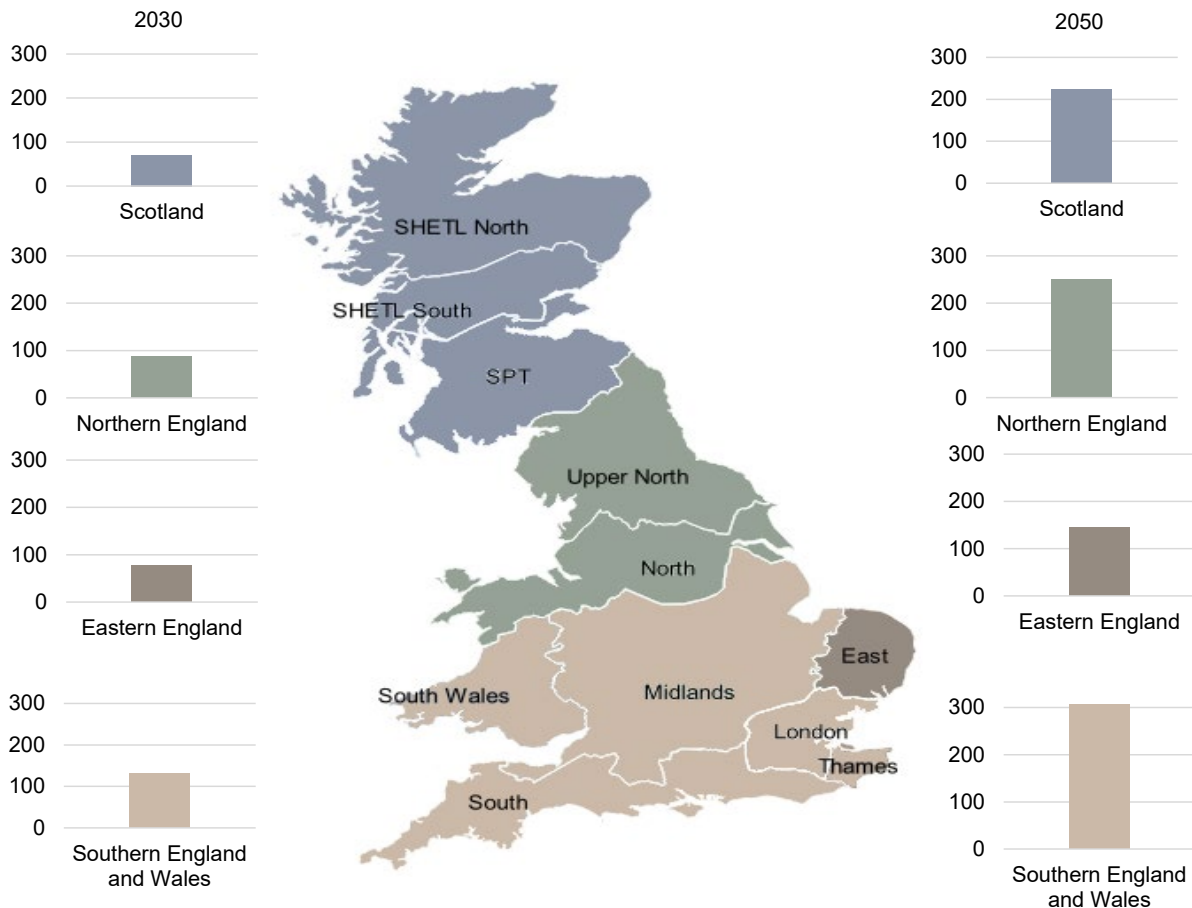 2030
300
200
100
0
Scotland
300
200
100
0
Northern England
300
200
100
0
Eastern England
300
200
100
0
Southern England
and Wales
SHETL North
SHETL South
SPT
Upper North
North
East
South Wales
Midlands
London
Thames
South
2050
300
200
100
0
Scotland
300
200
100
0
Northern England
300
200
100
0
Eastern England
300
200
100
0
Southern England
and Wales